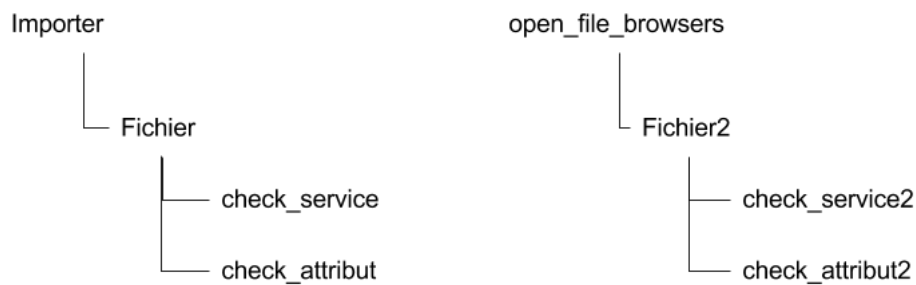 Importer
Fichier
check_service
check_attribut
open_file_browsers
Fichier2
check_service2
check_attribut2